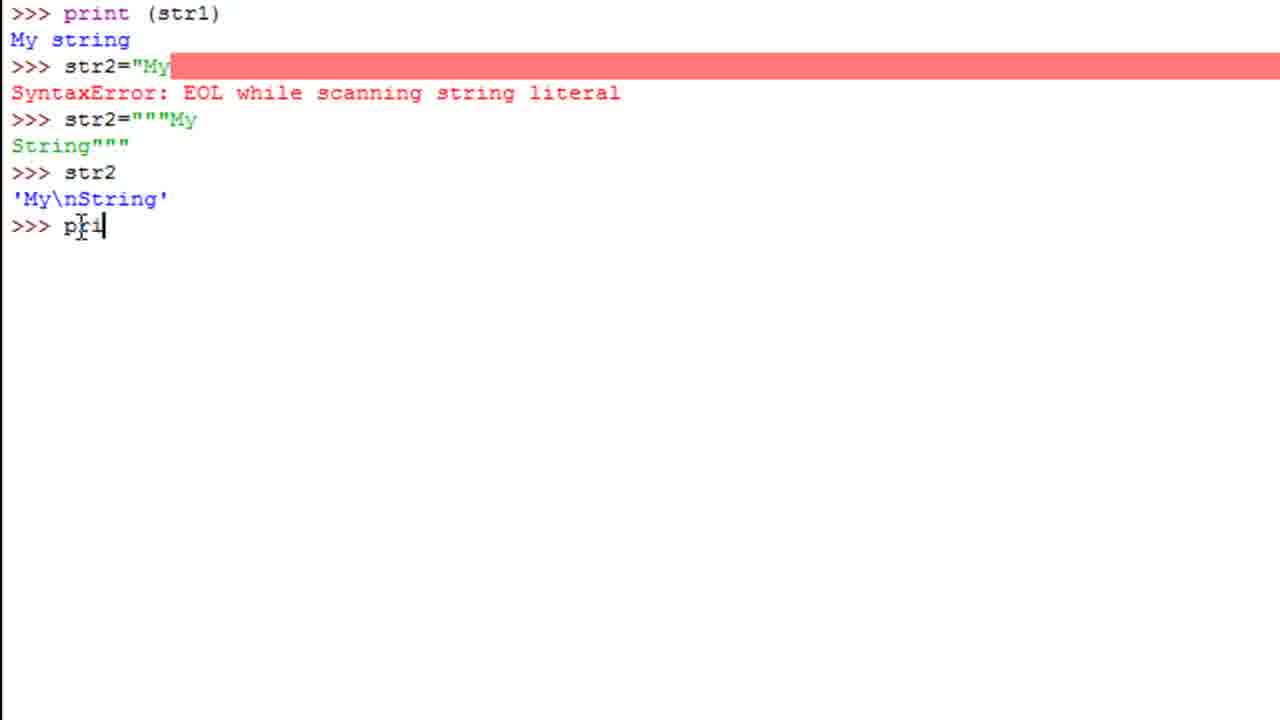 >>> print (str1)
My string
>>> str2="My
SyntaxError: EOL while scanning string literal
>>> str2="""My
String"""
>>> str2
'My\nString'
>>> pri